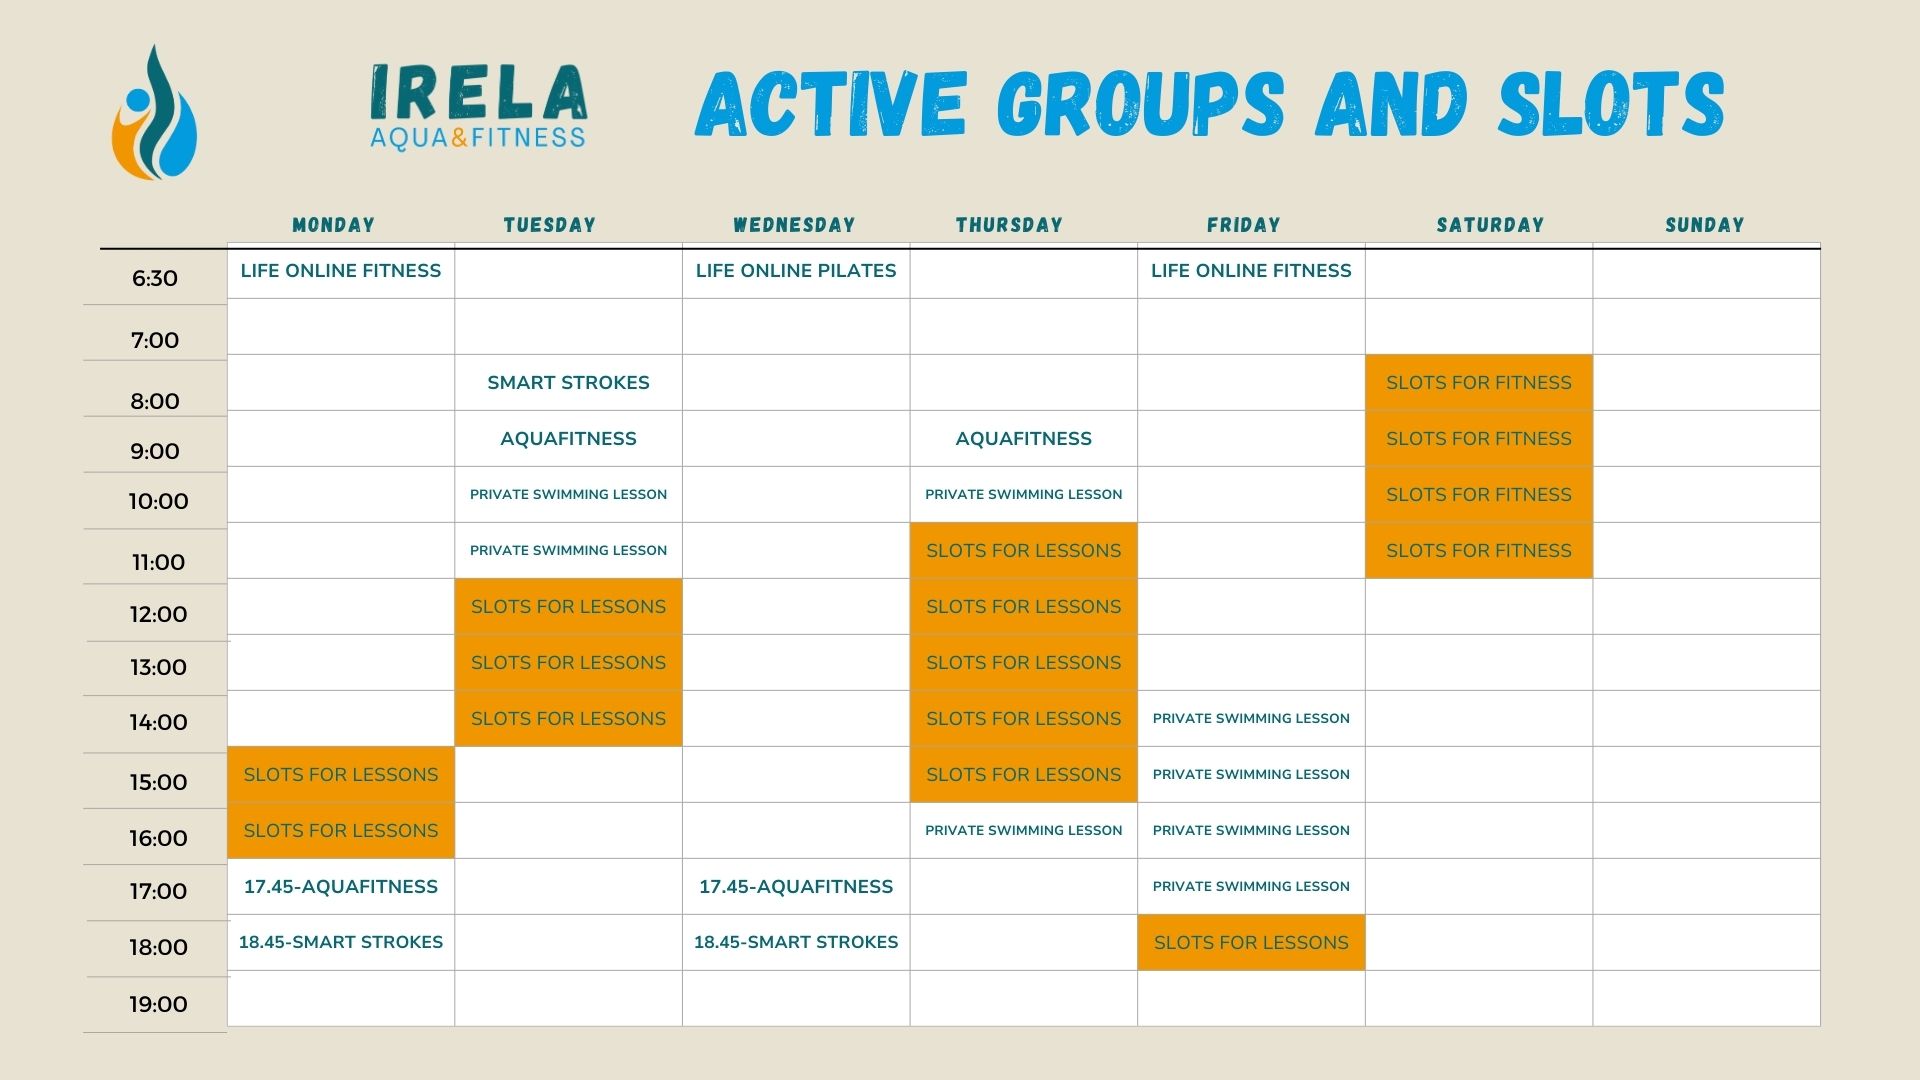 IRELA
AQUA&FITNESS
ACTIVE GROUPS AND SLOTS
MONDAY TUESDAY WEDNESDAY THURSDAY FRIDAY SATURDAY SUNDAY
6:30 LIFE ONLINE FITNESS LIFE ONLINE PILATES LIFE ONLINE FITNESS
7:00
8:00 SMART STROKES SLOTS FOR FITNESS
9:00 AQUAFITNESS AQUAFITNESS SLOTS FOR FITNESS
10:00 PRIVATE SWIMMING LESSON PRIVATE SWIMMING LESSON SLOTS FOR FITNESS
11:00 PRIVATE SWIMMING LESSON SLOTS FOR LESSONS SLOTS FOR FITNESS
12:00 SLOTS FOR LESSONS SLOTS FOR LESSONS
13:00 SLOTS FOR LESSONS SLOTS FOR LESSONS
14:00 SLOTS FOR LESSONS SLOTS FOR LESSONS PRIVATE SWIMMING LESSON
15:00 SLOTS FOR LESSONS SLOTS FOR LESSONS PRIVATE SWIMMING LESSON
16:00 SLOTS FOR LESSONS PRIVATE SWIMMING LESSON PRIVATE SWIMMING LESSON
17:00 17.45-AQUAFITNESS 17.45-AQUAFITNESS PRIVATE SWIMMING LESSON
18:00 18.45-SMART STROKES 18.45-SMART STROKES SLOTS FOR LESSONS
19:00